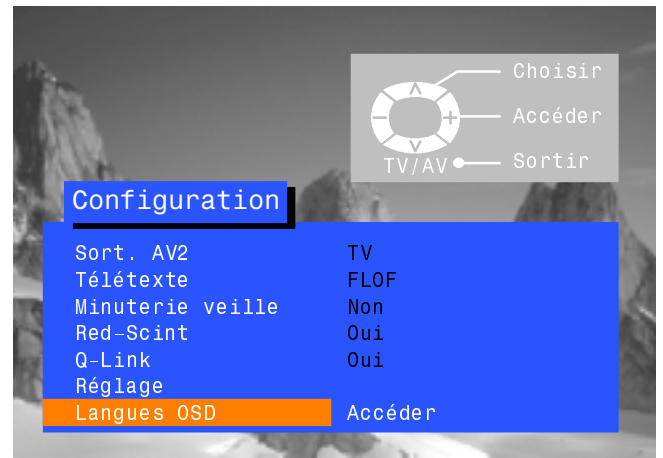 Choisir
Accéder
TV/AV Sortir
Configuration
Sort. AV2 TV
Télétexte FLOF
Minuterie veille Non
Red-Scint Oui
Q-Link Oui
Réglage
Langues OSD Accéder